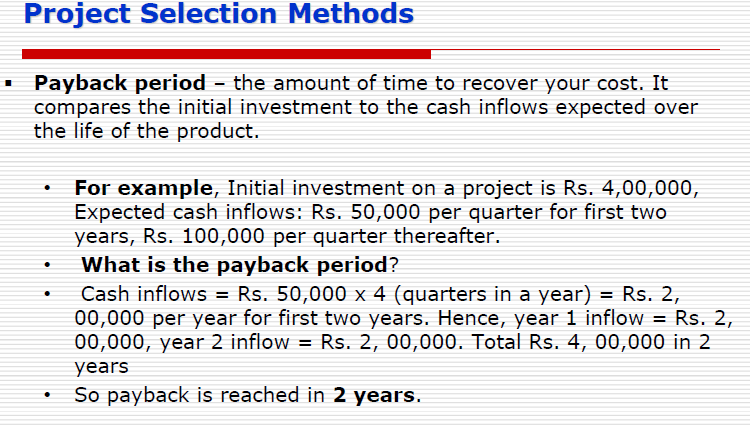 Project Selection Methods
▪ Payback period – the amount of time to recover your cost. It
compares the initial investment to the cash inflows expected over
the life of the product.
• For example, Initial investment on a project is Rs. 4,00,000,
Expected cash inflows: Rs. 50,000 per quarter for first two
years, Rs. 100,000 per quarter thereafter.
• What is the payback period?
• Cash inflows = Rs. 50,000 x 4 (quarters in a year) = Rs. 2,
00,000 per year for first two years. Hence, year 1 inflow = Rs. 2,
00,000, year 2 inflow = Rs. 2, 00,000. Total Rs. 4, 00,000 in 2
years
• So payback is reached in 2 years.